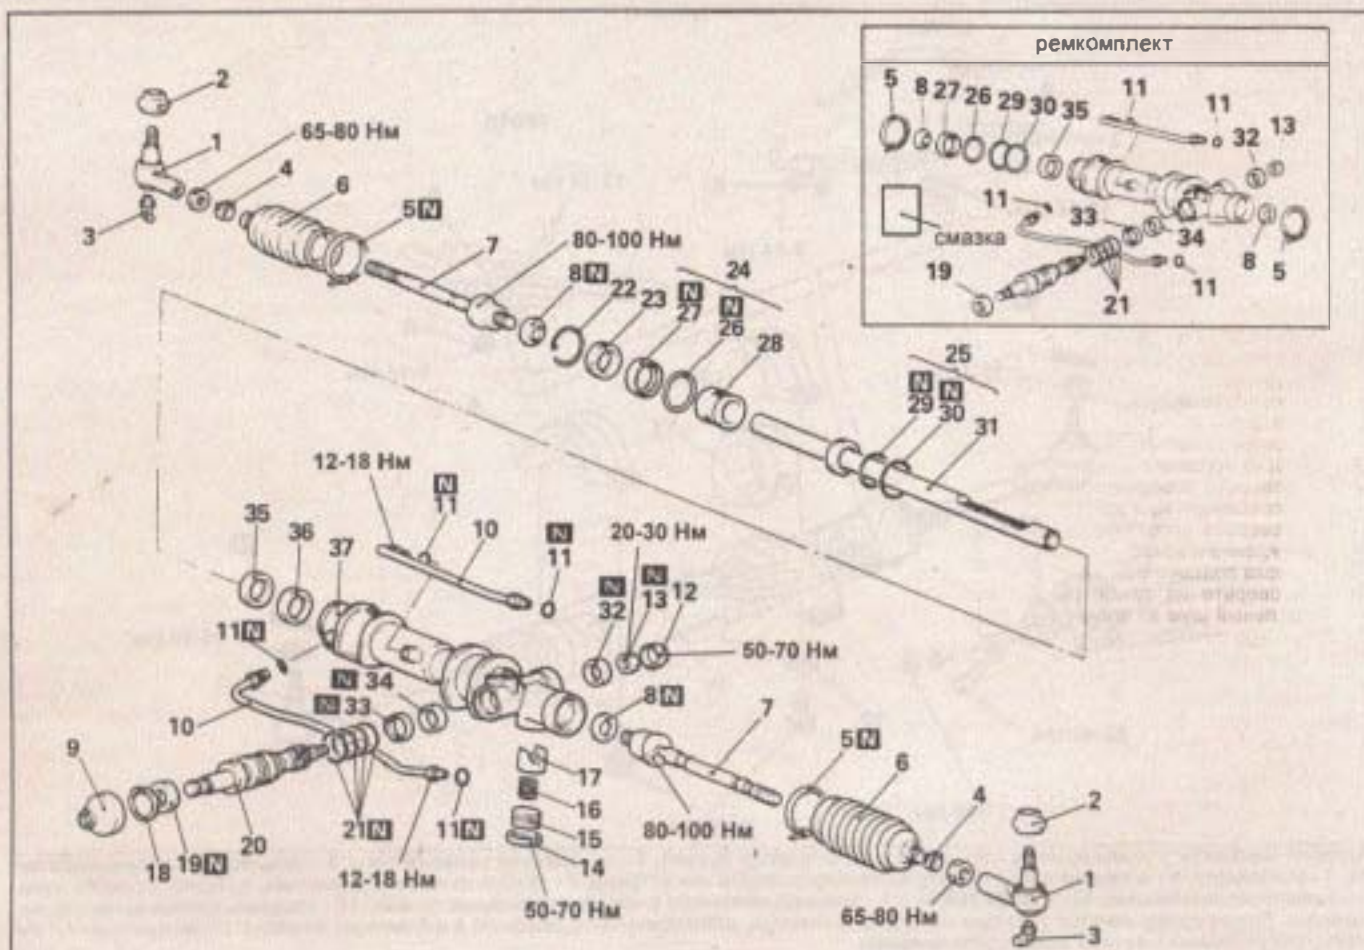 ремкомплект
5 8 27 26 29 30 35 11 11 32 13
11 33 34
смазка
19 21 11 8 5
2
1 65-80 Нм
4
6
3 5 N
7 80-100 Нм
8 N 24
22 23 N N
27 26
28
25
N N
29 30
31
12-18 Нм N
11 10 N
11 20-30 Нм
35 36 37 N N
32 13 12
50-70 Нм
11 N
N 34
N 33
8 N
10
7
9
5 N
6
17
16
15
14
4
2
80-100 Нм
18 19 N 20 21 N 11 N
12-18 Нм
50-70 Нм
65-80 Нм
1
3